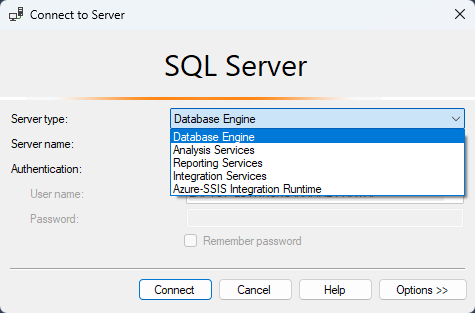 Connect to Server
SQL Server
Server type:
Database Engine
Database Engine
Analysis Services
Reporting Services
Integration Services
Azure-SSIS Integration Runtime
Server name:
Authentication:
User name:
Password:
Remember password
Connect
Cancel
Help
Options >>